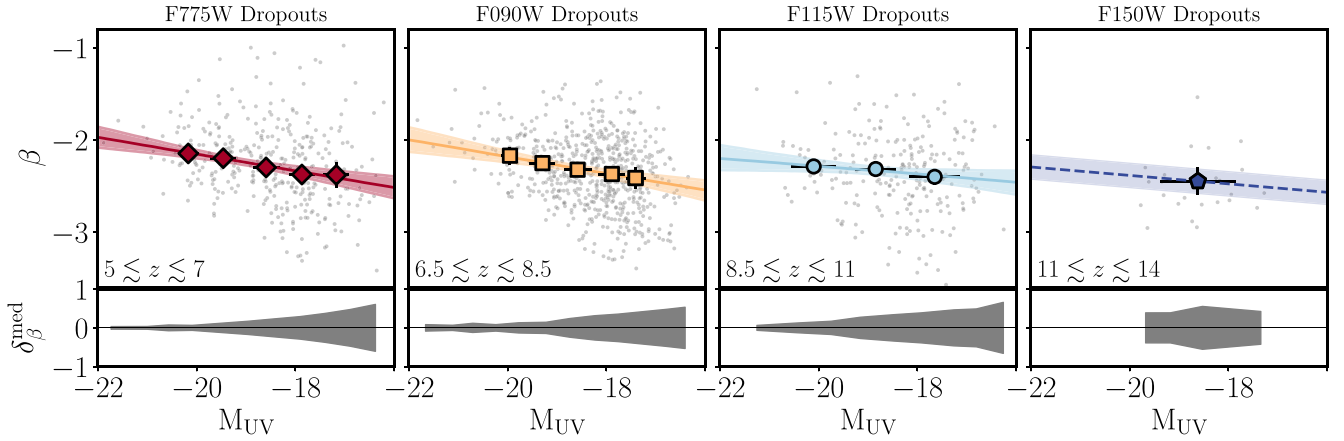 F775W Dropouts F090W Dropouts F115W Dropouts F150W Dropouts
−1
−2
β
−3
5 ≲ z ≲ 7 6.5 ≲ z ≲ 8.5 8.5 ≲ z ≲ 11 11 ≲ z ≲ 14
1
0
δ_β^med
−1
−22 −20 −18 −22 −20 −18 −22 −20 −18 −22 −20 −18
M_UV M_UV M_UV M_UV